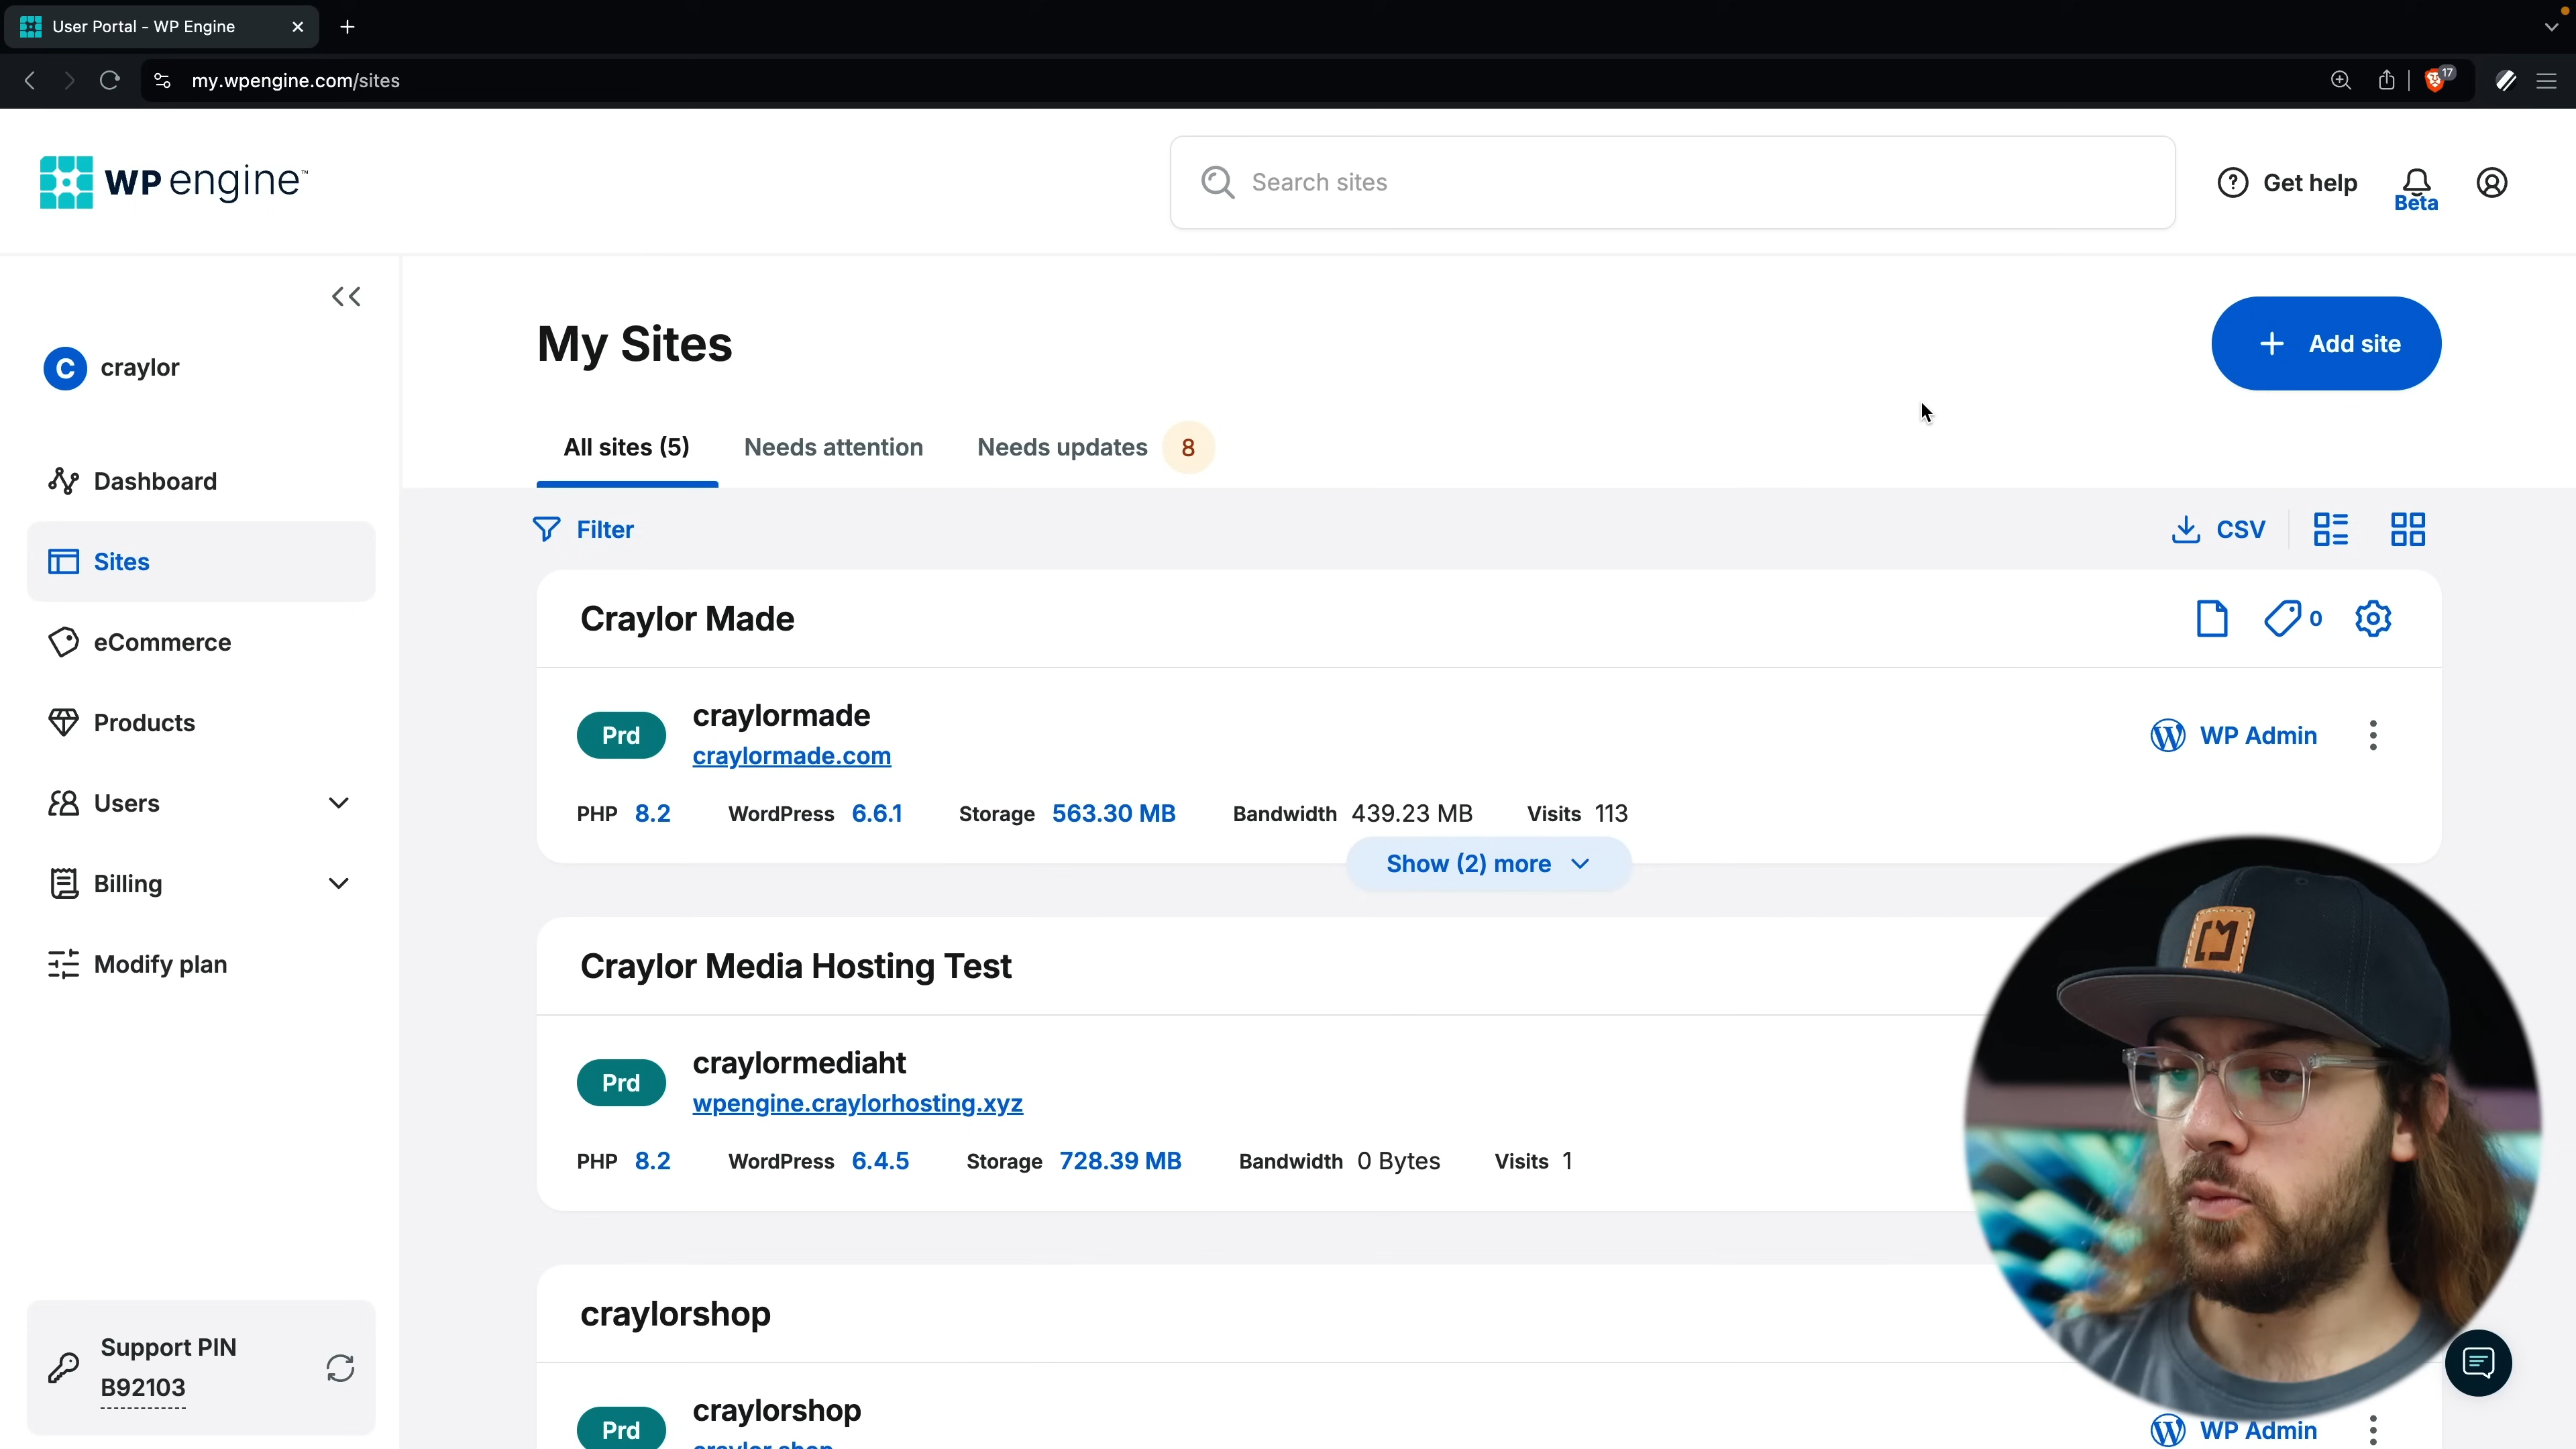 User Portal - WP Engine
my.wpengine.com/sites
17
WP engine™
Search sites
Get help
Beta
C craylor
Dashboard
Sites
eCommerce
Products
Users
Billing
Modify plan
Support PIN
B92103
My Sites
Add site
All sites (5) Needs attention Needs updates 8
Filter
CSV
Craylor Made
0
Prd
craylormade
craylormade.com
WP Admin
PHP 8.2 WordPress 6.6.1 Storage 563.30 MB Bandwidth 439.23 MB Visits 113
Show (2) more
Craylor Media Hosting Test
Prd
craylormediaht
wpengine.craylorhosting.xyz
PHP 8.2 WordPress 6.4.5 Storage 728.39 MB Bandwidth 0 Bytes Visits 1
craylorshop
Prd
craylorshop
craylor.shop
WP Admin